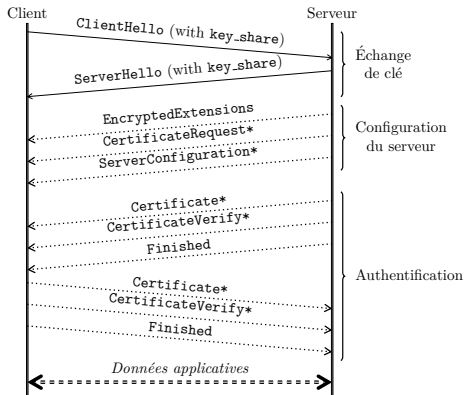 Client Serveur
ClientHello (with key_share)
ServerHello (with key_share)
Échange
de clé
EncryptedExtensions
CertificateRequest*
ServerConfiguration*
Configuration
du serveur
Certificate*
CertificateVerify*
Finished
Certificate*
CertificateVerify*
Finished
Authentification
Données applicatives